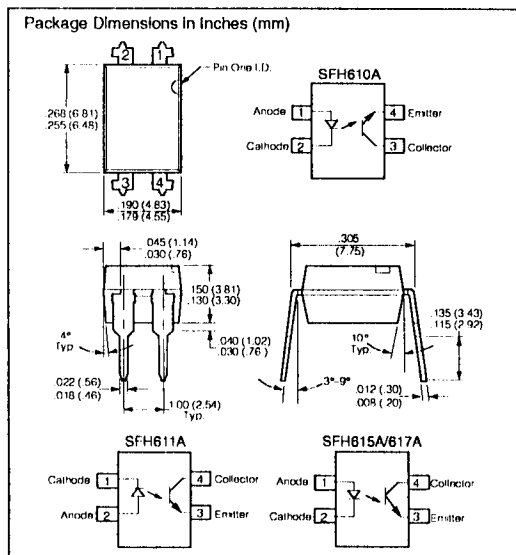 Package Dimensions in Inches (mm)
2 1
Pin One I.D.
.268 (6.81)
.255 (6.48)
3 4
.190 (4.83)
.179 (4.55)
SFH610A
Anode 1
Cathode 2
4 Emitter
3 Collector
.045 (1.14)
.030 (.76)
.150 (3.81)
.130 (3.30)
4°
Typ.
.040 (1.02)
.030 (.76)
.022 (.56)
.018 (.46)
1.00 (2.54)
Typ.
.305
(7.75)
.135 (3.43)
.115 (2.92)
10°
Typ.
3°-9°
.012 (.30)
.008 (.20)
SFH611A
Cathode 1
Anode 2
4 Collector
3 Emitter
SFH615A/617A
Anode 1
Cathode 2
4 Collector
3 Emitter